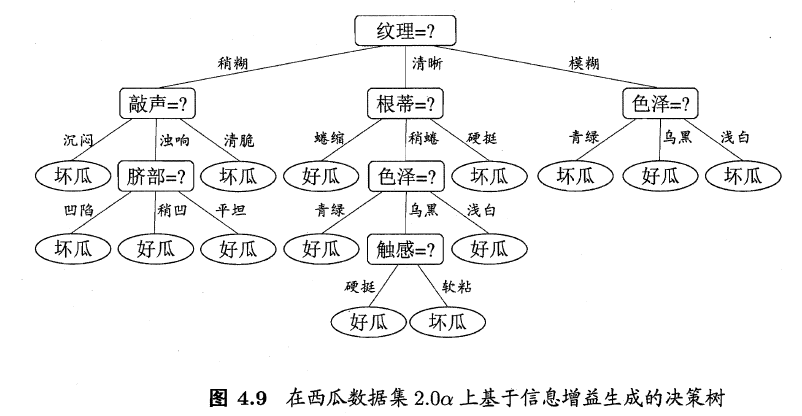 纹理=?
稍糊 清晰 模糊
敲声=? 根蒂=? 色泽=?
沉闷 浊响 清脆 蜷缩 稍蜷 硬挺 青绿 乌黑 浅白
坏瓜 脐部=? 坏瓜 好瓜 色泽=? 坏瓜 坏瓜 好瓜 坏瓜
凹陷 稍凹 平坦 青绿 乌黑 浅白
坏瓜 好瓜 好瓜 好瓜 触感=? 好瓜
硬挺 软粘
好瓜 坏瓜
图 4.9 在西瓜数据集 2.0α 上基于信息增益生成的决策树